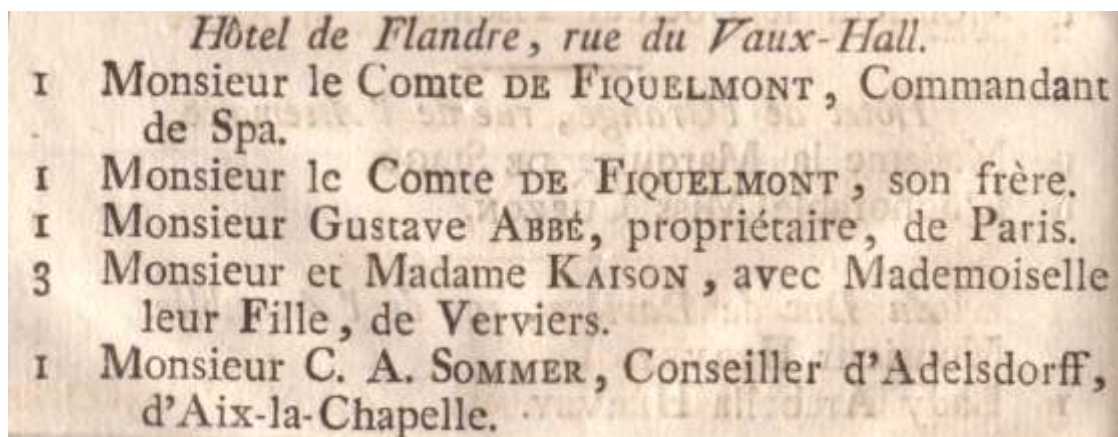 Hôtel de Flandre, rue du Vaux-Hall.
1 Monsieur le Comte DE FIQUELMONT, Commandant
de Spa.
1 Monsieur le Comte DE FIQUELMONT, son frère.
1 Monsieur Gustave ABBÉ, propriétaire, de Paris.
3 Monsieur et Madame KAISON, avec Mademoiselle
leur Fille, de Verviers.
1 Monsieur C. A. SOMMER, Conseiller d'Adelsdorff,
d'Aix-la-Chapelle.